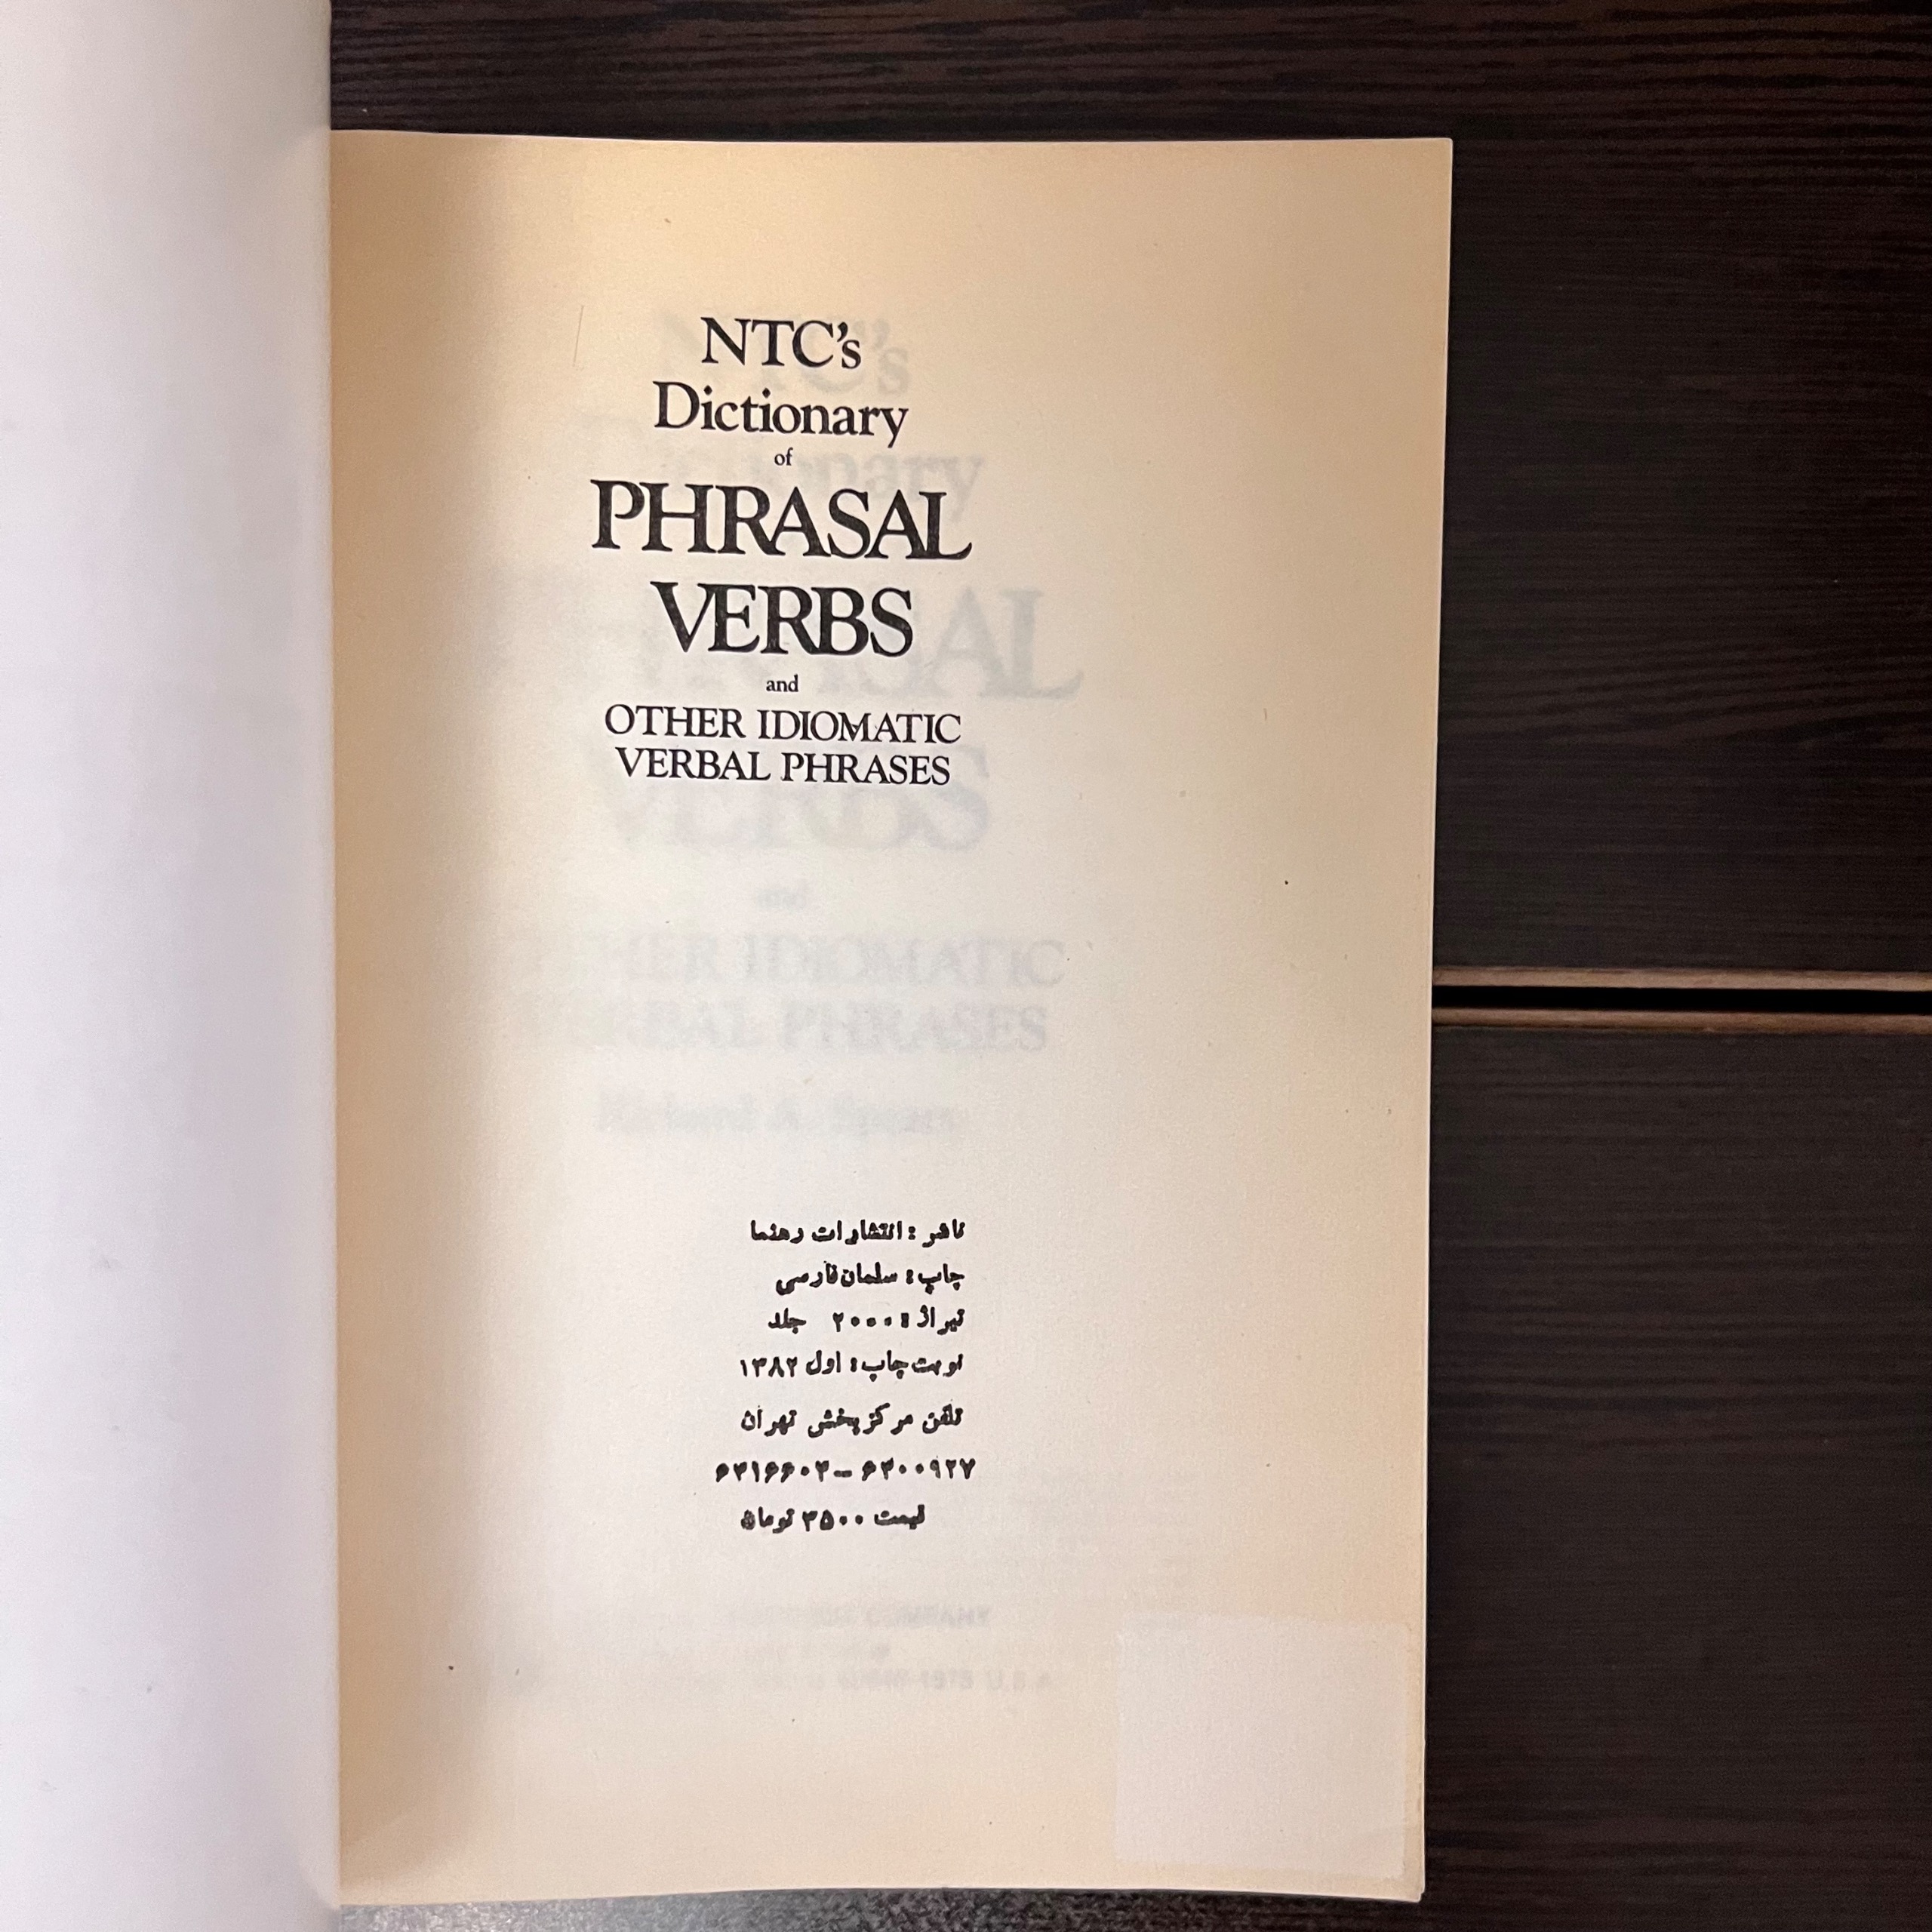 NTC's
Dictionary
of
PHRASAL
VERBS
and
OTHER IDIOMATIC
VERBAL PHRASES
ناشر : انتشارات رهنما
چاپ : سلمان فارسی
تیراژ : ۲۰۰۰ جلد
نوبت چاپ : اول ۱۳۸۲
تلفن مرکز پخش تهران
۶۴۱۶۶۰۴ – ۶۴۰۰۹۲۷
قیمت ۳۵۰۰ تومان